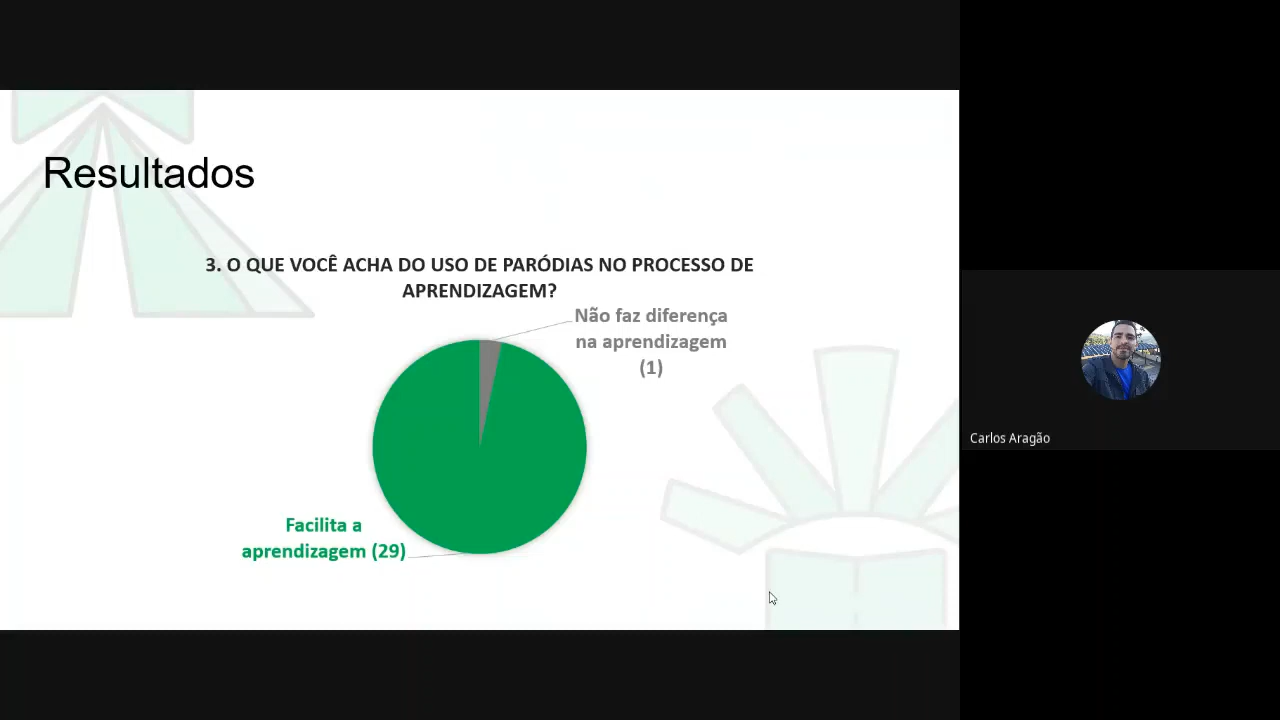 Resultados
3. O QUE VOCÊ ACHA DO USO DE PARÓDIAS NO PROCESSO DE
APRENDIZAGEM?
Não faz diferença
na aprendizagem
(1)
Facilita a
aprendizagem (29)
Carlos Aragão